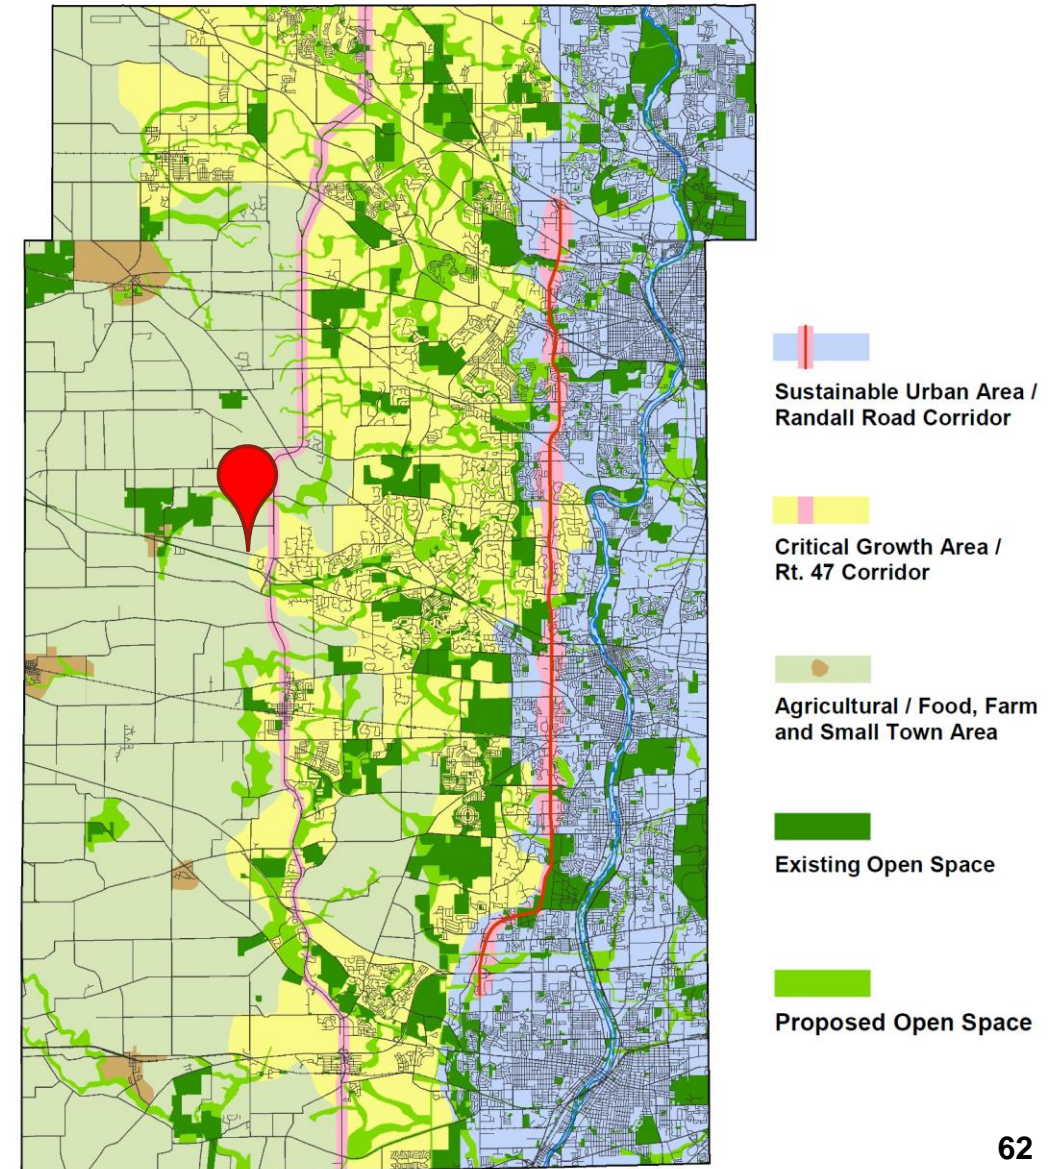 Sustainable Urban Area /
Randall Road Corridor
Critical Growth Area /
Rt. 47 Corridor
Agricultural / Food, Farm
and Small Town Area
Existing Open Space
Proposed Open Space
62